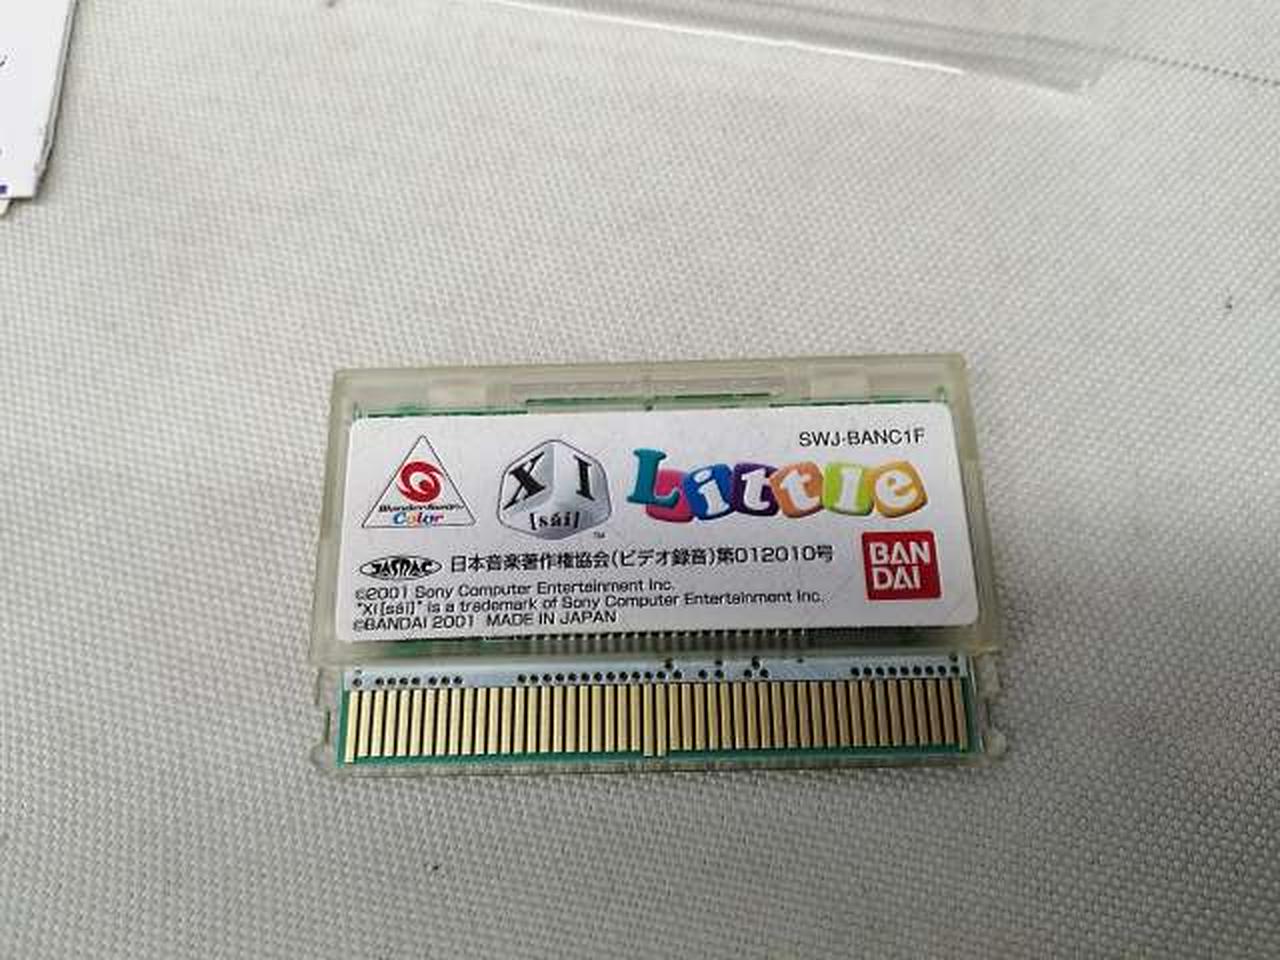 SWJ-BANC1F
WonderSwan
Color
XI
[sái]
TM
Little
JASRAC 日本音楽著作権協会(ビデオ録音)第012010号
BAN
DAI
©2001 Sony Computer Entertainment Inc.
"XI[sái]" is a trademark of Sony Computer Entertainment Inc.
©BANDAI 2001 MADE IN JAPAN